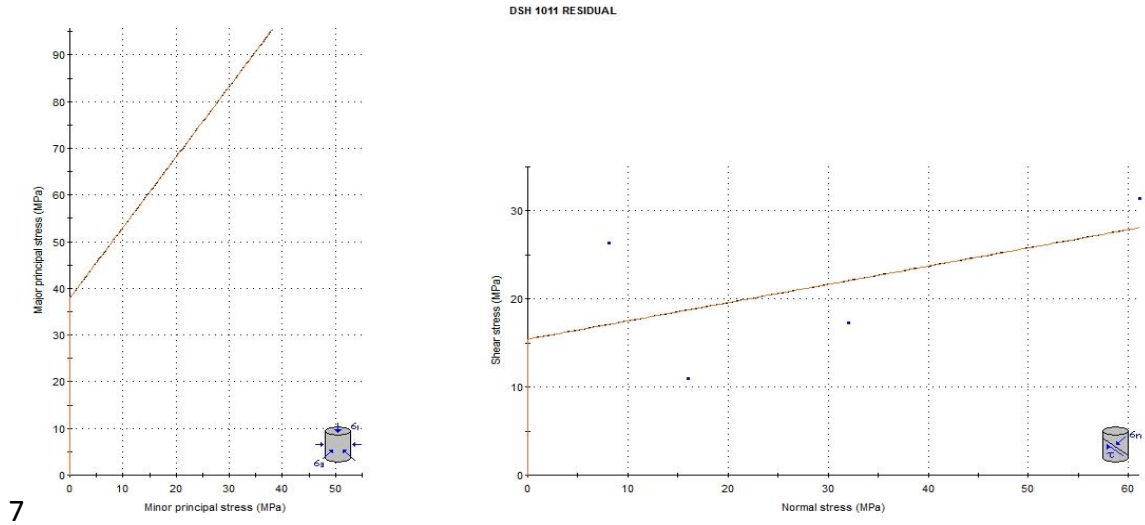 DSH 1011 RESIDUAL
Major principal stress (MPa)
90
80
70
60
50
40
30
20
10
0
0 10 20 30 40 50
Minor principal stress (MPa)
σ1
σ3
Shear stress (MPa)
30
20
10
0
0 10 20 30 40 50 60
Normal stress (MPa)
σn
τ
7